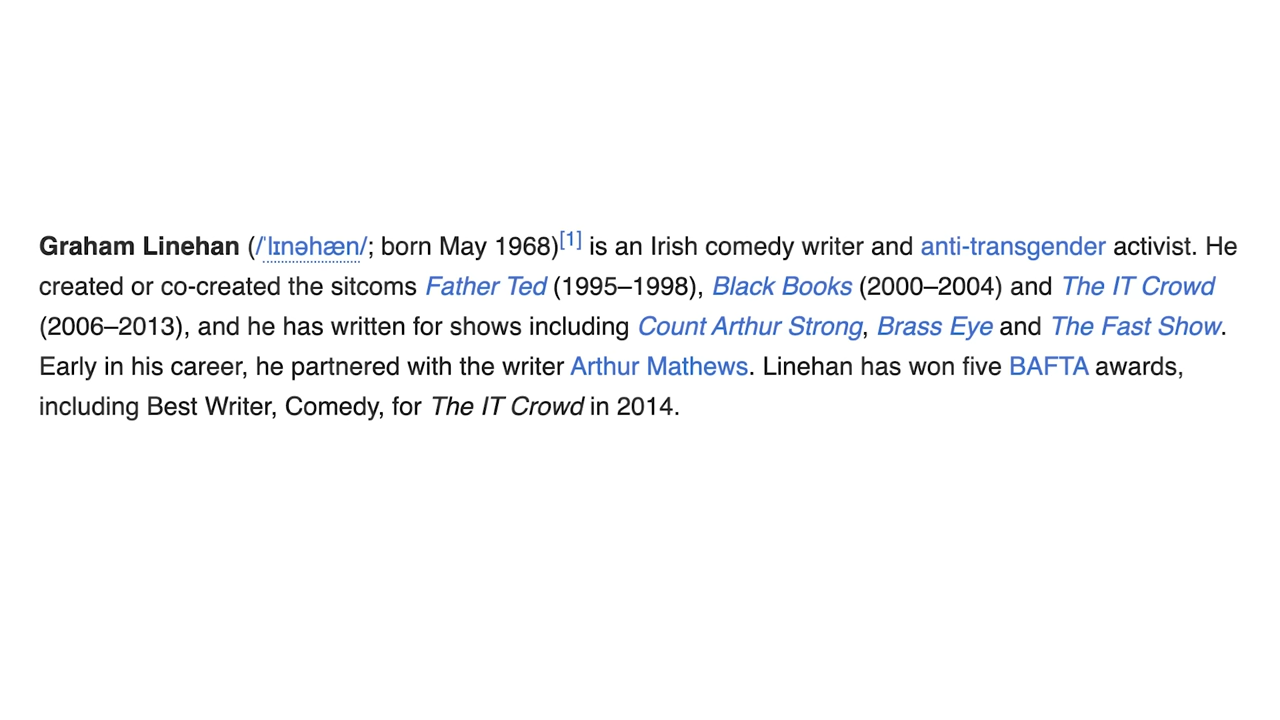 Graham Linehan (/ˈlɪnəhæn/; born May 1968)[1] is an Irish comedy writer and anti-transgender activist. He
created or co-created the sitcoms Father Ted (1995–1998), Black Books (2000–2004) and The IT Crowd
(2006–2013), and he has written for shows including Count Arthur Strong, Brass Eye and The Fast Show.
Early in his career, he partnered with the writer Arthur Mathews. Linehan has won five BAFTA awards,
including Best Writer, Comedy, for The IT Crowd in 2014.